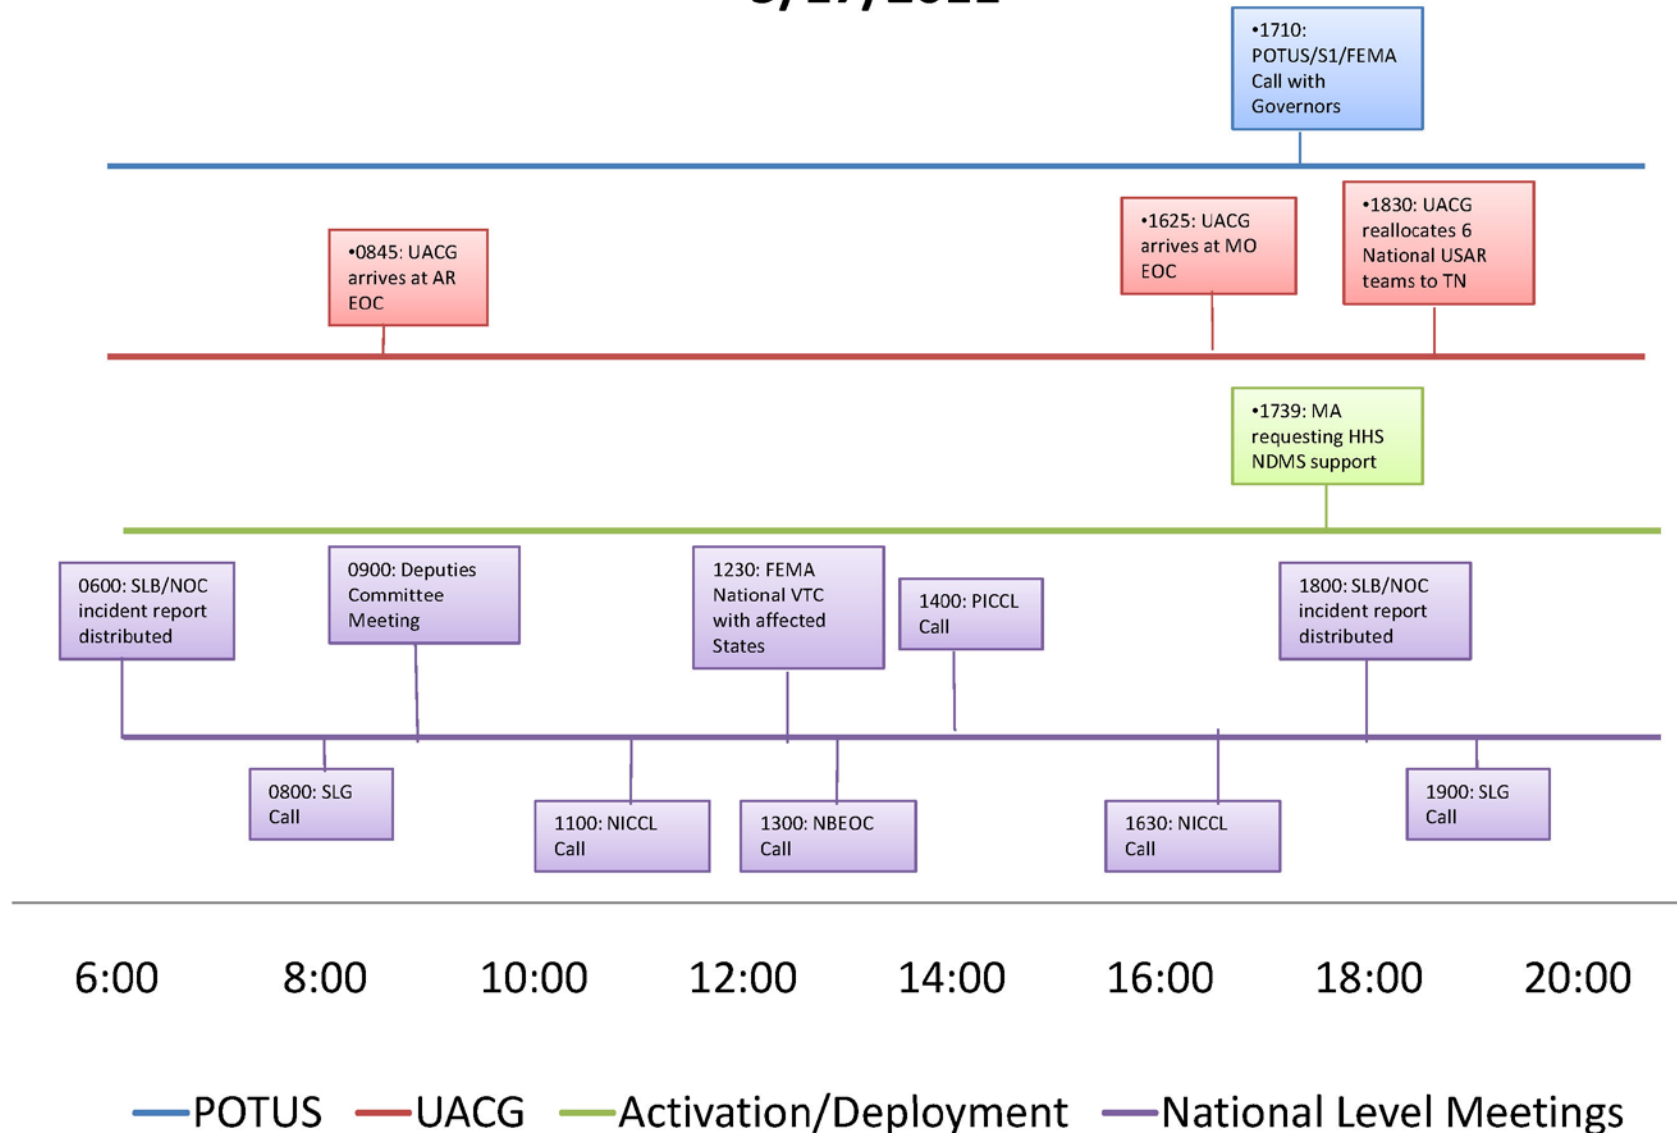 •1710:
POTUS/S1/FEMA
Call with
Governors
•0845: UACG
arrives at AR
EOC
•1625: UACG
arrives at MO
EOC
•1830: UACG
reallocates 6
National USAR
teams to TN
•1739: MA
requesting HHS
NDMS support
0600: SLB/NOC
incident report
distributed
0900: Deputies
Committee
Meeting
1230: FEMA
National VTC
with affected
States
1400: PICCL
Call
1800: SLB/NOC
incident report
distributed
0800: SLG
Call
1100: NICCL
Call
1300: NBEOC
Call
1630: NICCL
Call
1900: SLG
Call
6:00 8:00 10:00 12:00 14:00 16:00 18:00 20:00
POTUS UACG Activation/Deployment National Level Meetings